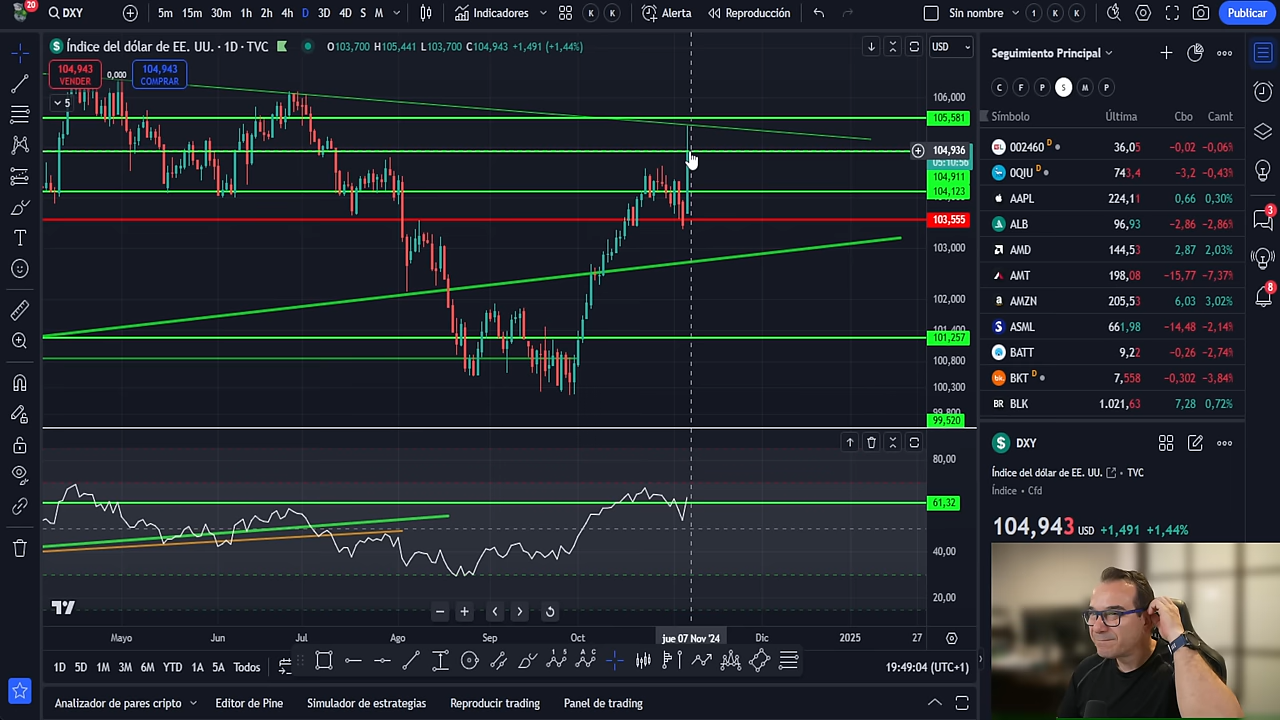 20
DXY
5m 15m 30m 1h 2h 4h D 3D 4D S M
Indicadores
K K
Alerta
Reproducción
Sin nombre
1 K K
Publicar
Índice del dólar de EE. UU. · 1D · TVC
O103,700 H105,441 L103,700 C104,943 +1,491 (+1,44%)
USD
104,943
VENDER
0,000
104,943
COMPRAR
5
106,000
105,581
104,936
05:10:56
104,911
104,123
103,555
103,000
102,000
101,400
101,257
100,800
100,300
99,800
99,520
80,00
61,32
40,00
20,00
Mayo Jun Jul Ago Sep Oct jue 07 Nov '24 Dic 2025 27
1D 5D 1M 3M 6M YTD 1A 5A Todos
19:49:04 (UTC+1)
Analizador de pares cripto
Editor de Pine
Simulador de estrategias
Reproducir trading
Panel de trading
Seguimiento Principal
C F P S M P
Símbolo Última Cbo Camt
002460 D 36,05 -0,02 -0,06%
0QIU D 743,4 -3,2 -0,43%
AAPL 224,11 0,66 0,30%
ALB 96,93 -2,86 -2,86%
AMD 144,53 2,87 2,03%
AMT 198,08 -15,77 -7,37%
AMZN 205,53 6,03 3,02%
ASML 661,98 -14,48 -2,14%
BATT 9,22 -0,26 -2,74%
BKT D 7,558 -0,302 -3,84%
BLK 1.021,63 7,28 0,72%
DXY
Índice del dólar de EE. UU. · TVC
Índice · Cfd
104,943 USD +1,491 +1,44%
3
8